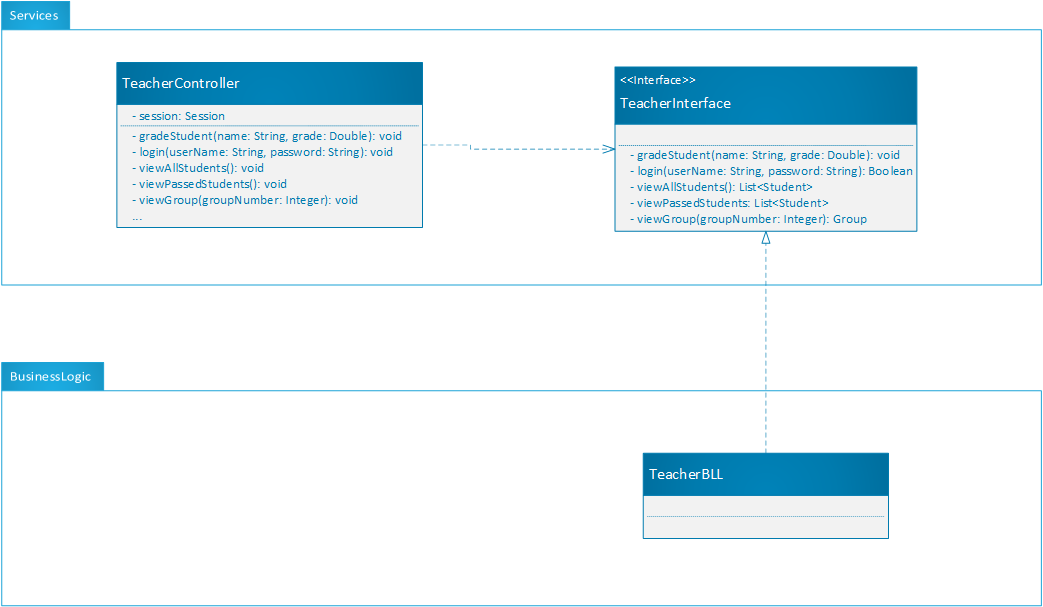 Services
TeacherController
- session: Session
- gradeStudent(name: String, grade: Double): void
- login(userName: String, password: String): void
- viewAllStudents(): void
- viewPassedStudents(): void
- viewGroup(groupNumber: Integer): void
...
<<Interface>>
TeacherInterface
- gradeStudent(name: String, grade: Double): void
- login(userName: String, password: String): Boolean
- viewAllStudents(): List<Student>
- viewPassedStudents: List<Student>
- viewGroup(groupNumber: Integer): Group
BusinessLogic
TeacherBLL